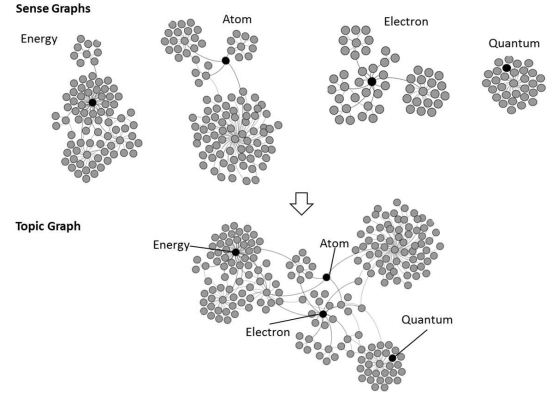 Sense Graphs
Energy
Atom
Electron
Quantum
Topic Graph
Energy
Atom
Electron
Quantum